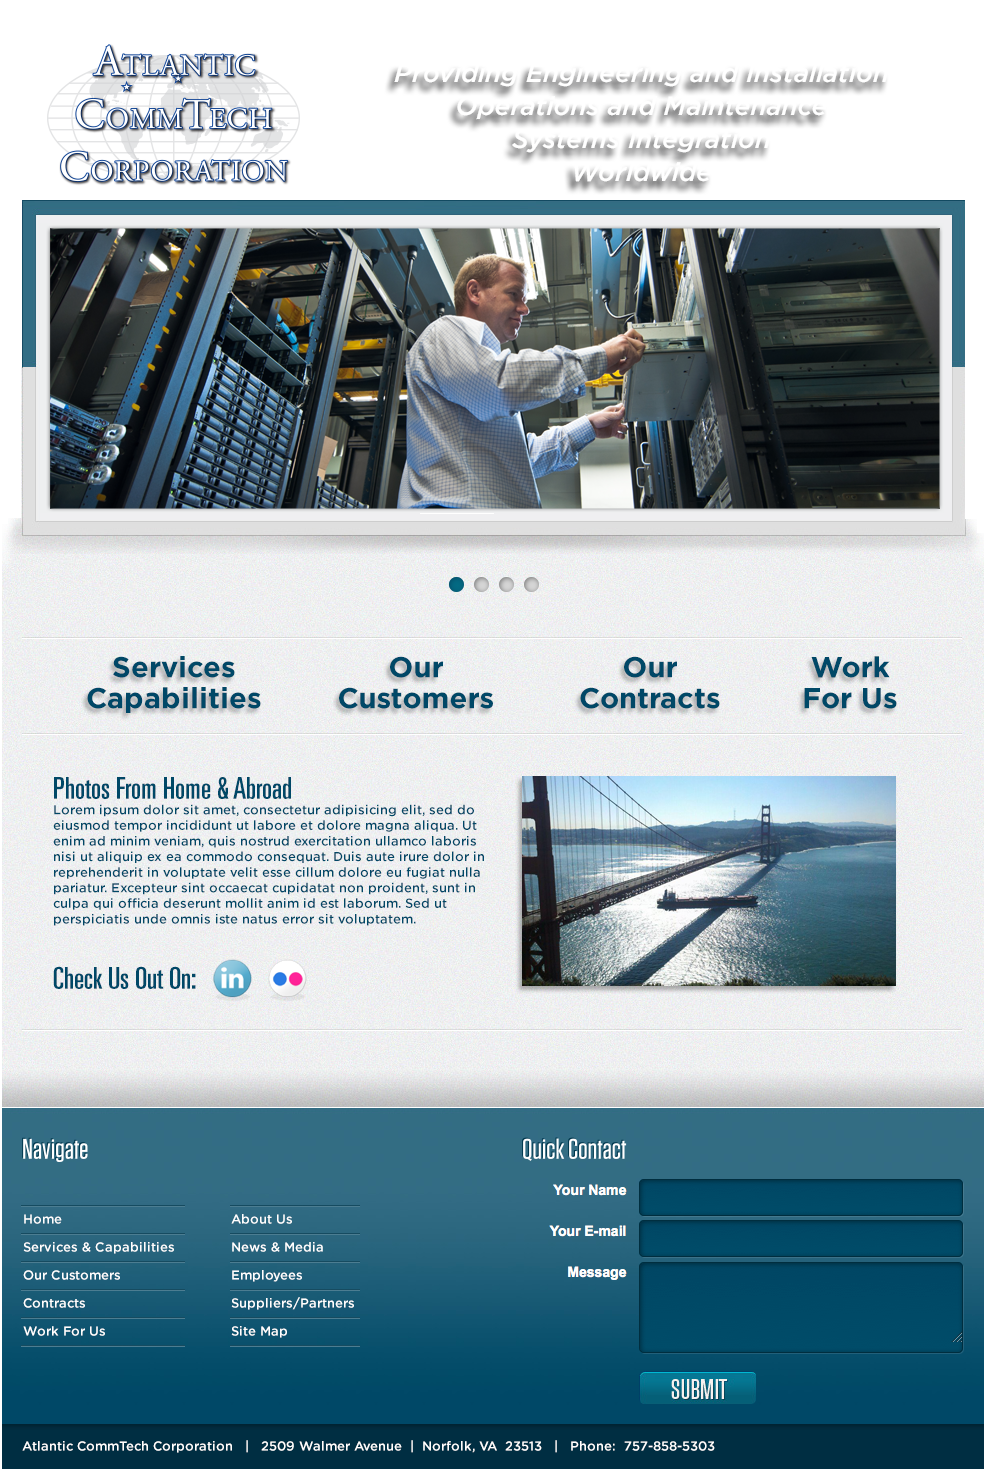 Atlantic
CommTech
Corporation
Providing Engineering and Installation
Operations and Maintenance
Systems Integration
Worldwide
Services
Capabilities
Our
Customers
Our
Contracts
Work
For Us
Photos From Home & Abroad
Lorem ipsum dolor sit amet, consectetur adipisicing elit, sed do
eiusmod tempor incididunt ut labore et dolore magna aliqua. Ut
enim ad minim veniam, quis nostrud exercitation ullamco laboris
nisi ut aliquip ex ea commodo consequat. Duis aute irure dolor in
reprehenderit in voluptate velit esse cillum dolore eu fugiat nulla
pariatur. Excepteur sint occaecat cupidatat non proident, sunt in
culpa qui officia deserunt mollit anim id est laborum. Sed ut
perspiciatis unde omnis iste natus error sit voluptatem.
Check Us Out On:
in
Navigate
Home
Services & Capabilities
Our Customers
Contracts
Work For Us
About Us
News & Media
Employees
Suppliers/Partners
Site Map
Quick Contact
Your Name
Your E-mail
Message
SUBMIT
Atlantic CommTech Corporation | 2509 Walmer Avenue | Norfolk, VA 23513 | Phone: 757-858-5303